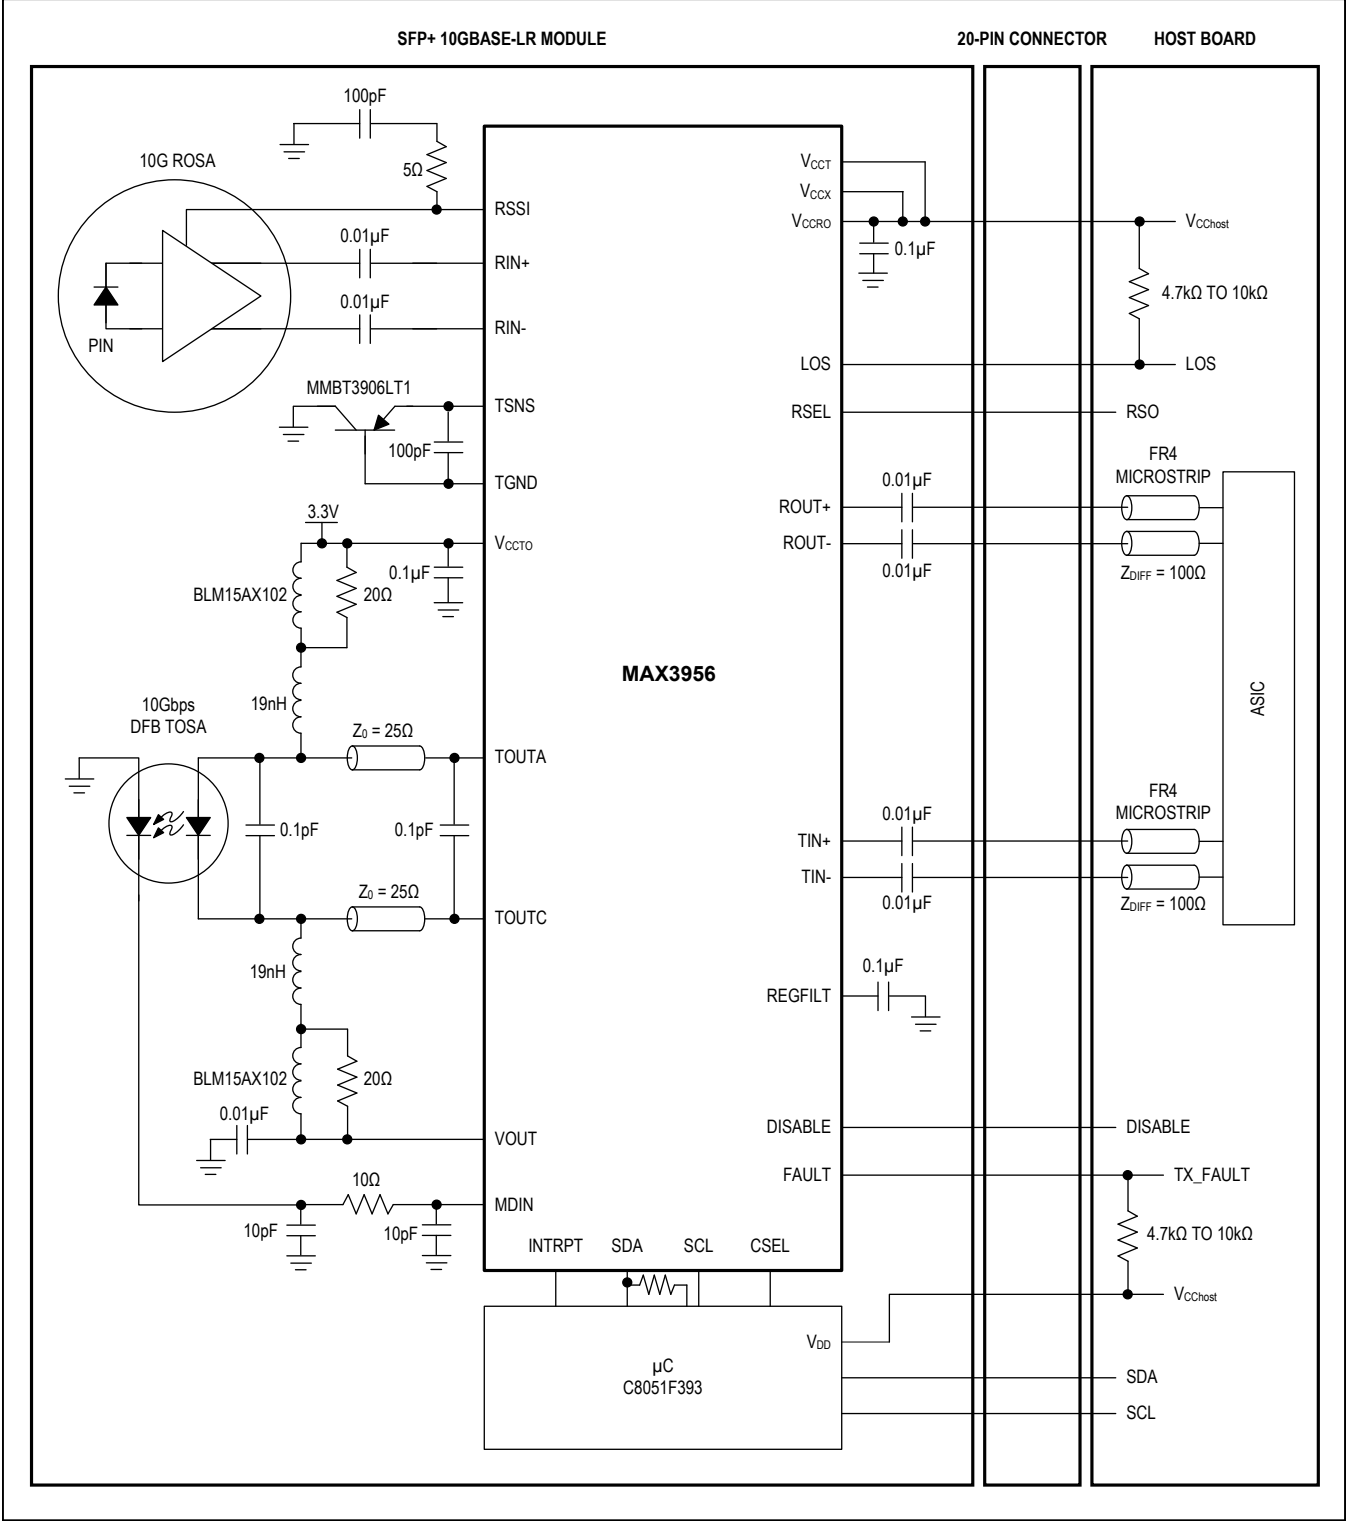 SFP+ 10GBASE-LR MODULE
20-PIN CONNECTOR
HOST BOARD
100pF
10G ROSA
5Ω
RSSI
0.01µF
RIN+
0.01µF
RIN-
PIN
MMBT3906LT1
TSNS
100pF
TGND
3.3V
VCCTO
0.1µF
BLM15AX102
20Ω
19nH
10Gbps
DFB TOSA
Z0 = 25Ω
TOUTA
0.1pF
0.1pF
Z0 = 25Ω
TOUTC
19nH
BLM15AX102
20Ω
0.01µF
VOUT
10Ω
MDIN
10pF
10pF
MAX3956
VCCT
VCCX
VCCRO
0.1µF
VCChost
4.7kΩ TO 10kΩ
LOS
LOS
RSEL
RSO
FR4
MICROSTRIP
0.01µF
ROUT+
ROUT-
0.01µF
ZDIFF = 100Ω
ASIC
FR4
MICROSTRIP
0.01µF
TIN+
TIN-
0.01µF
ZDIFF = 100Ω
0.1µF
REGFILT
DISABLE
DISABLE
FAULT
TX_FAULT
4.7kΩ TO 10kΩ
VCChost
INTRPT
SDA
SCL
CSEL
VDD
µC
C8051F393
SDA
SCL